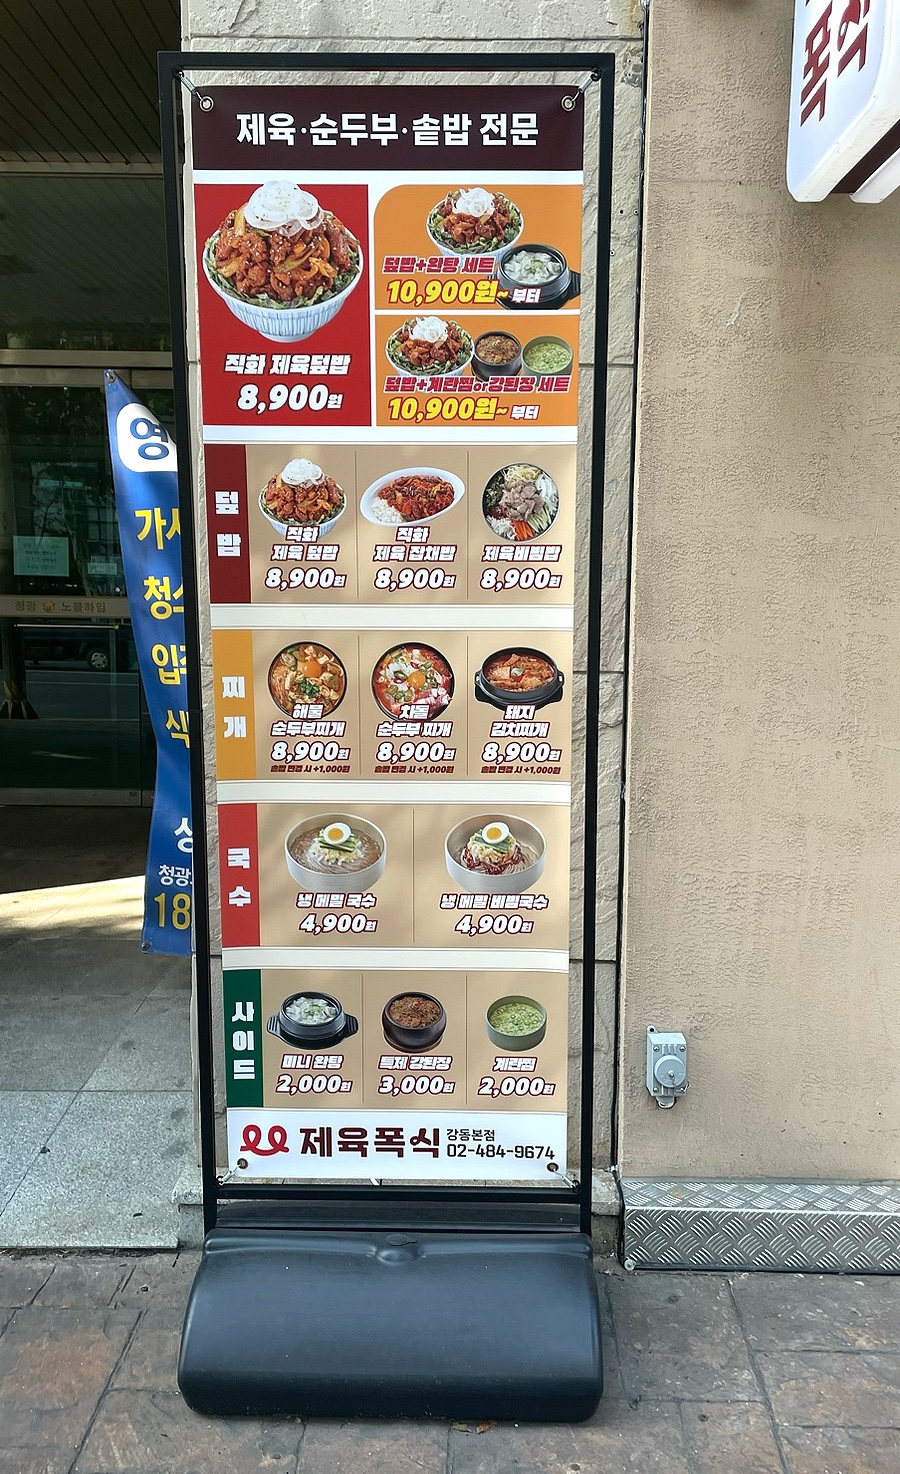 제육·순두부·솥밥 전문
직화 제육덮밥
8,900원
덮밥+완탕 세트
10,900원~ 부터
덮밥+계란찜or강된장 세트
10,900원~ 부터
덮밥
직화
제육 덮밥
8,900원
직화
제육 잡채밥
8,900원
제육비빔밥
8,900원
찌개
해물
순두부찌개
8,900원
솥밥 변경 시 +1,000원
차돌
순두부 찌개
8,900원
솥밥 변경 시 +1,000원
돼지
김치찌개
8,900원
솥밥 변경 시 +1,000원
국수
냉 메밀 국수
4,900원
냉 메밀 비빔국수
4,900원
사이드
미니 완탕
2,000원
특제 강된장
3,000원
계란찜
2,000원
제육폭식
강동본점
02-484-9674
영
청광
18
청광 노블하임